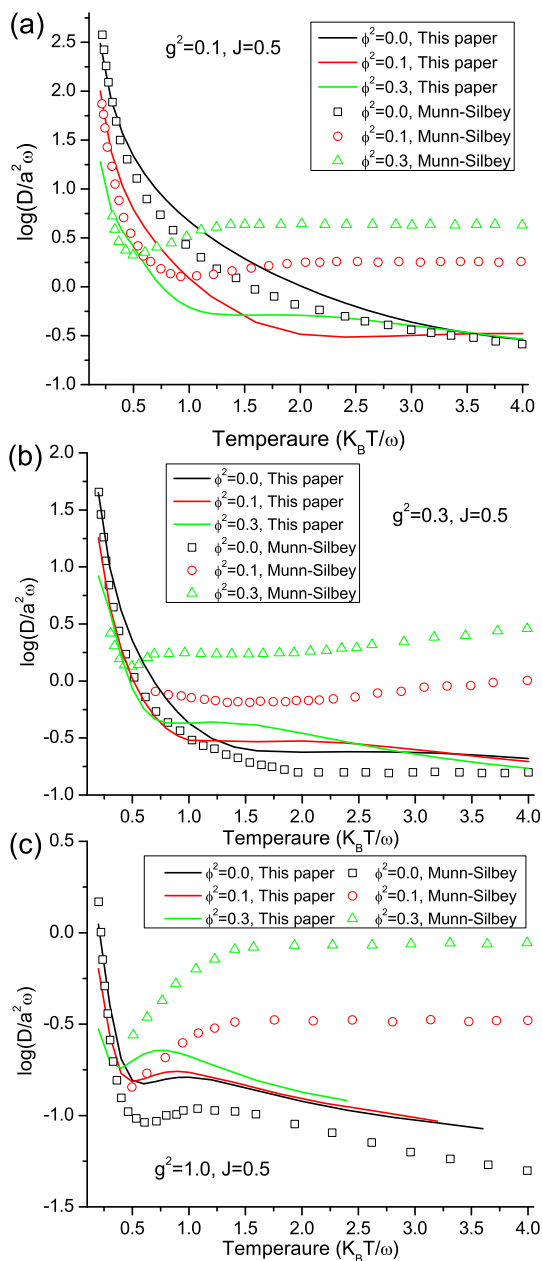 (a)
g²=0.1, J=0.5
ϕ²=0.0, This paper
ϕ²=0.1, This paper
ϕ²=0.3, This paper
ϕ²=0.0, Munn-Silbey
ϕ²=0.1, Munn-Silbey
ϕ²=0.3, Munn-Silbey
log(D/a²ω)
2.5
2.0
1.5
1.0
0.5
0.0
-0.5
-1.0
0.5 1.0 1.5 2.0 2.5 3.0 3.5 4.0
Temperaure (K_BT/ω)
(b)
g²=0.3, J=0.5
ϕ²=0.0, This paper
ϕ²=0.1, This paper
ϕ²=0.3, This paper
ϕ²=0.0, Munn-Silbey
ϕ²=0.1, Munn-Silbey
ϕ²=0.3, Munn-Silbey
log(D/a²ω)
2.0
1.5
1.0
0.5
0.0
-0.5
-1.0
0.5 1.0 1.5 2.0 2.5 3.0 3.5 4.0
Temperaure (K_BT/ω)
(c)
ϕ²=0.0, This paper ϕ²=0.0, Munn-Silbey
ϕ²=0.1, This paper ϕ²=0.1, Munn-Silbey
ϕ²=0.3, This paper ϕ²=0.3, Munn-Silbey
log(D/a²ω)
0.5
0.0
-0.5
-1.0
-1.5
g²=1.0, J=0.5
0.5 1.0 1.5 2.0 2.5 3.0 3.5 4.0
Temperaure (K_BT/ω)